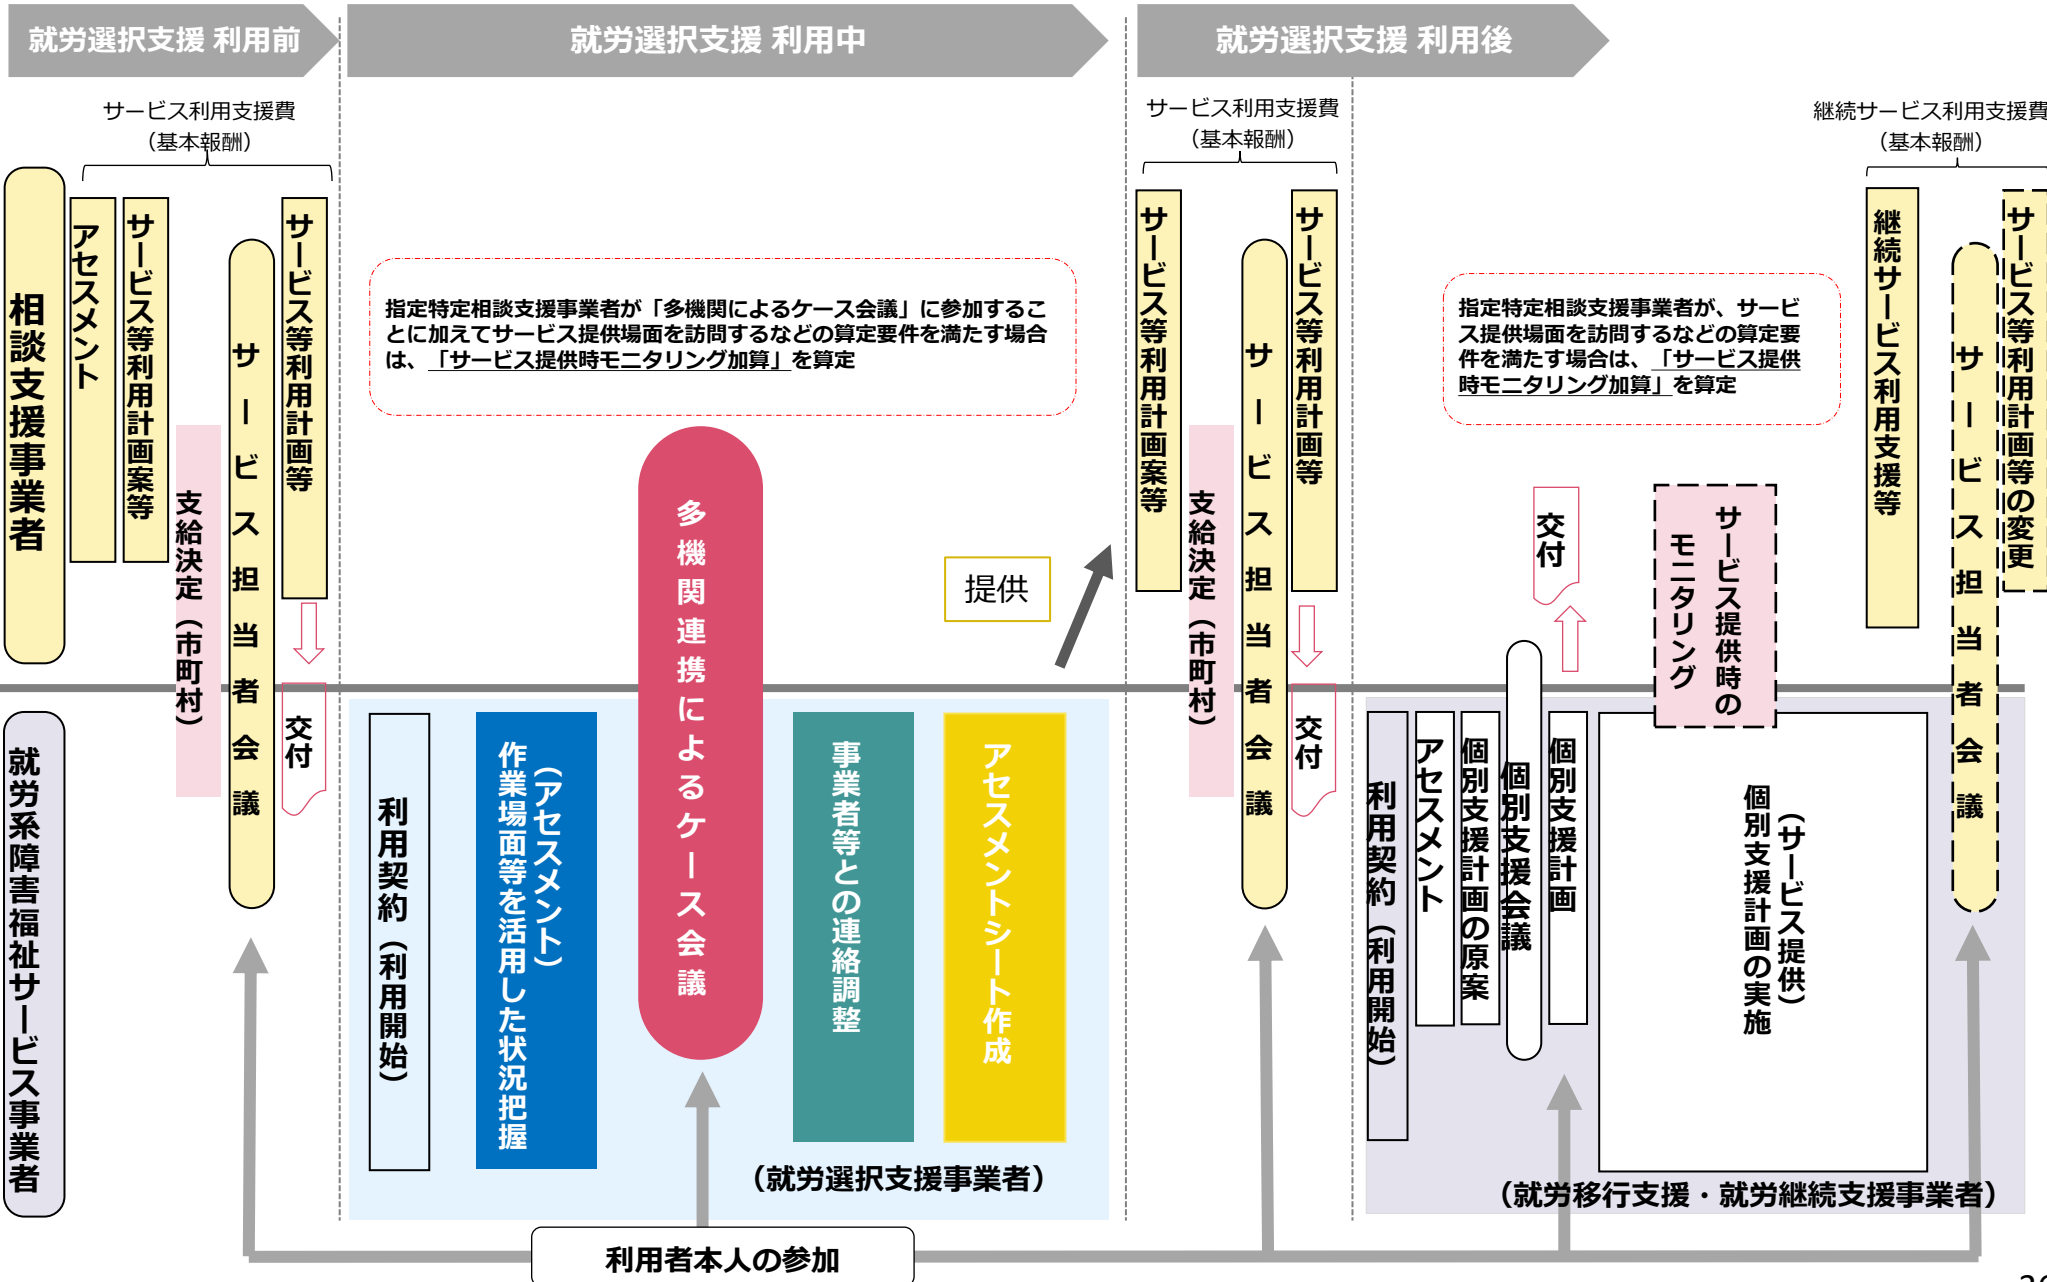 就労選択支援 利用前
就労選択支援 利用中
就労選択支援 利用後
サービス利用支援費
（基本報酬）
サービス利用支援費
（基本報酬）
継続サービス利用支援費
（基本報酬）
相談支援事業者
アセスメント
サービス等利用計画案等
支給決定（市町村）
サービス担当者会議
サービス等利用計画等
交付
指定特定相談支援事業者が「多機関によるケース会議」に参加するこ
とに加えてサービス提供場面を訪問するなどの算定要件を満たす場合
は、「サービス提供時モニタリング加算」を算定
多機関連携によるケース会議
提供
サービス等利用計画案等
支給決定（市町村）
サービス担当者会議
サービス等利用計画等
交付
指定特定相談支援事業者が、サービ
ス提供場面を訪問するなどの算定要
件を満たす場合は、「サービス提供
時モニタリング加算」を算定
交付
サービス提供時の
モニタリング
継続サービス利用支援等
サービス担当者会議
サービス等利用計画等の変更
就労系障害福祉サービス事業者
利用契約（利用開始）
（アセスメント）
作業場面等を活用した状況把握
事業者等との連絡調整
アセスメントシート作成
（就労選択支援事業者）
利用契約（利用開始）
アセスメント
個別支援計画の原案
個別支援会議
個別支援計画
（サービス提供）
個別支援計画の実施
（就労移行支援・就労継続支援事業者）
利用者本人の参加